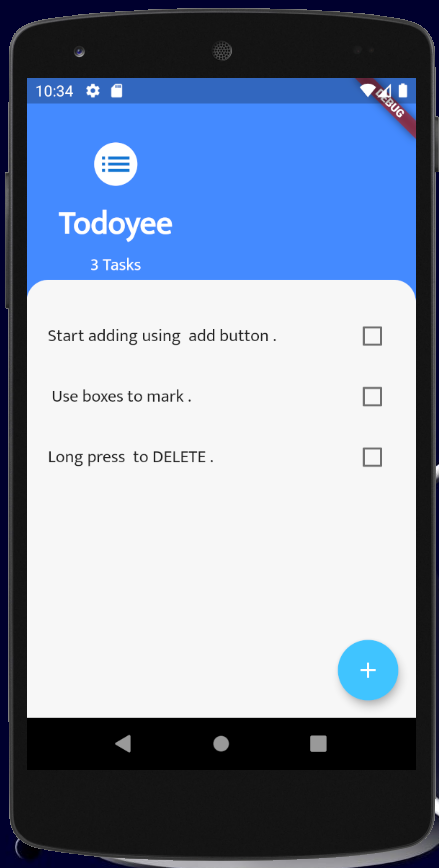 10:34
DEBUG
Todoyee
3 Tasks
Start adding using  add button .
Use boxes to mark .
Long press  to DELETE .